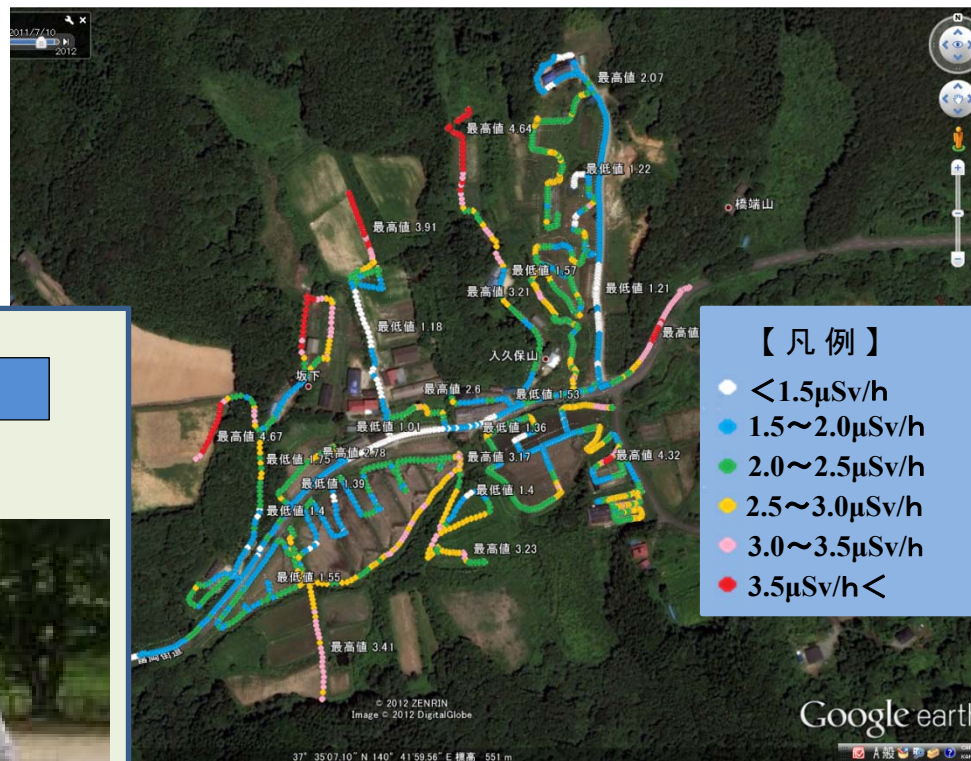 2011/7/10
2012
N
最高値 2.07
最高値 4.64
最低値 1.22
橋端山
最高値 3.91
最低値 1.57
最高値 3.21
最低値 1.21
最低値 1.18
最高値
入久保山
坂下
最高値 2.6
最低値 1.53
最低値 1.01
最低値 1.36
最高値 4.67
最低値 1.75
最高値 2.78
最高値 3.17
最高値 4.32
最低値 1.39
最低値 1.4
最低値 1.4
最高値 3.23
最低値 1.55
最高値 3.41
富岡街道
【 凡 例 】
＜1.5μSv/h
1.5～2.0μSv/h
2.0～2.5μSv/h
2.5～3.0μSv/h
3.0～3.5μSv/h
3.5μSv/h＜
© 2012 ZENRIN
Image © 2012 DigitalGlobe
Google earth
37° 35'07.10" N 140° 41'59.56" E 標高 551 m
A 般